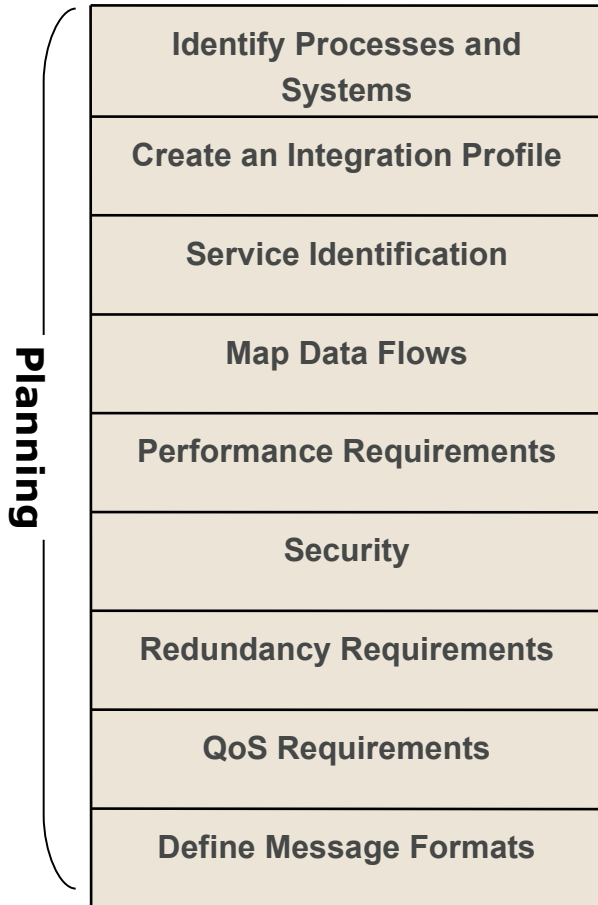 Planning
Identify Processes and
Systems
Create an Integration Profile
Service Identification
Map Data Flows
Performance Requirements
Security
Redundancy Requirements
QoS Requirements
Define Message Formats